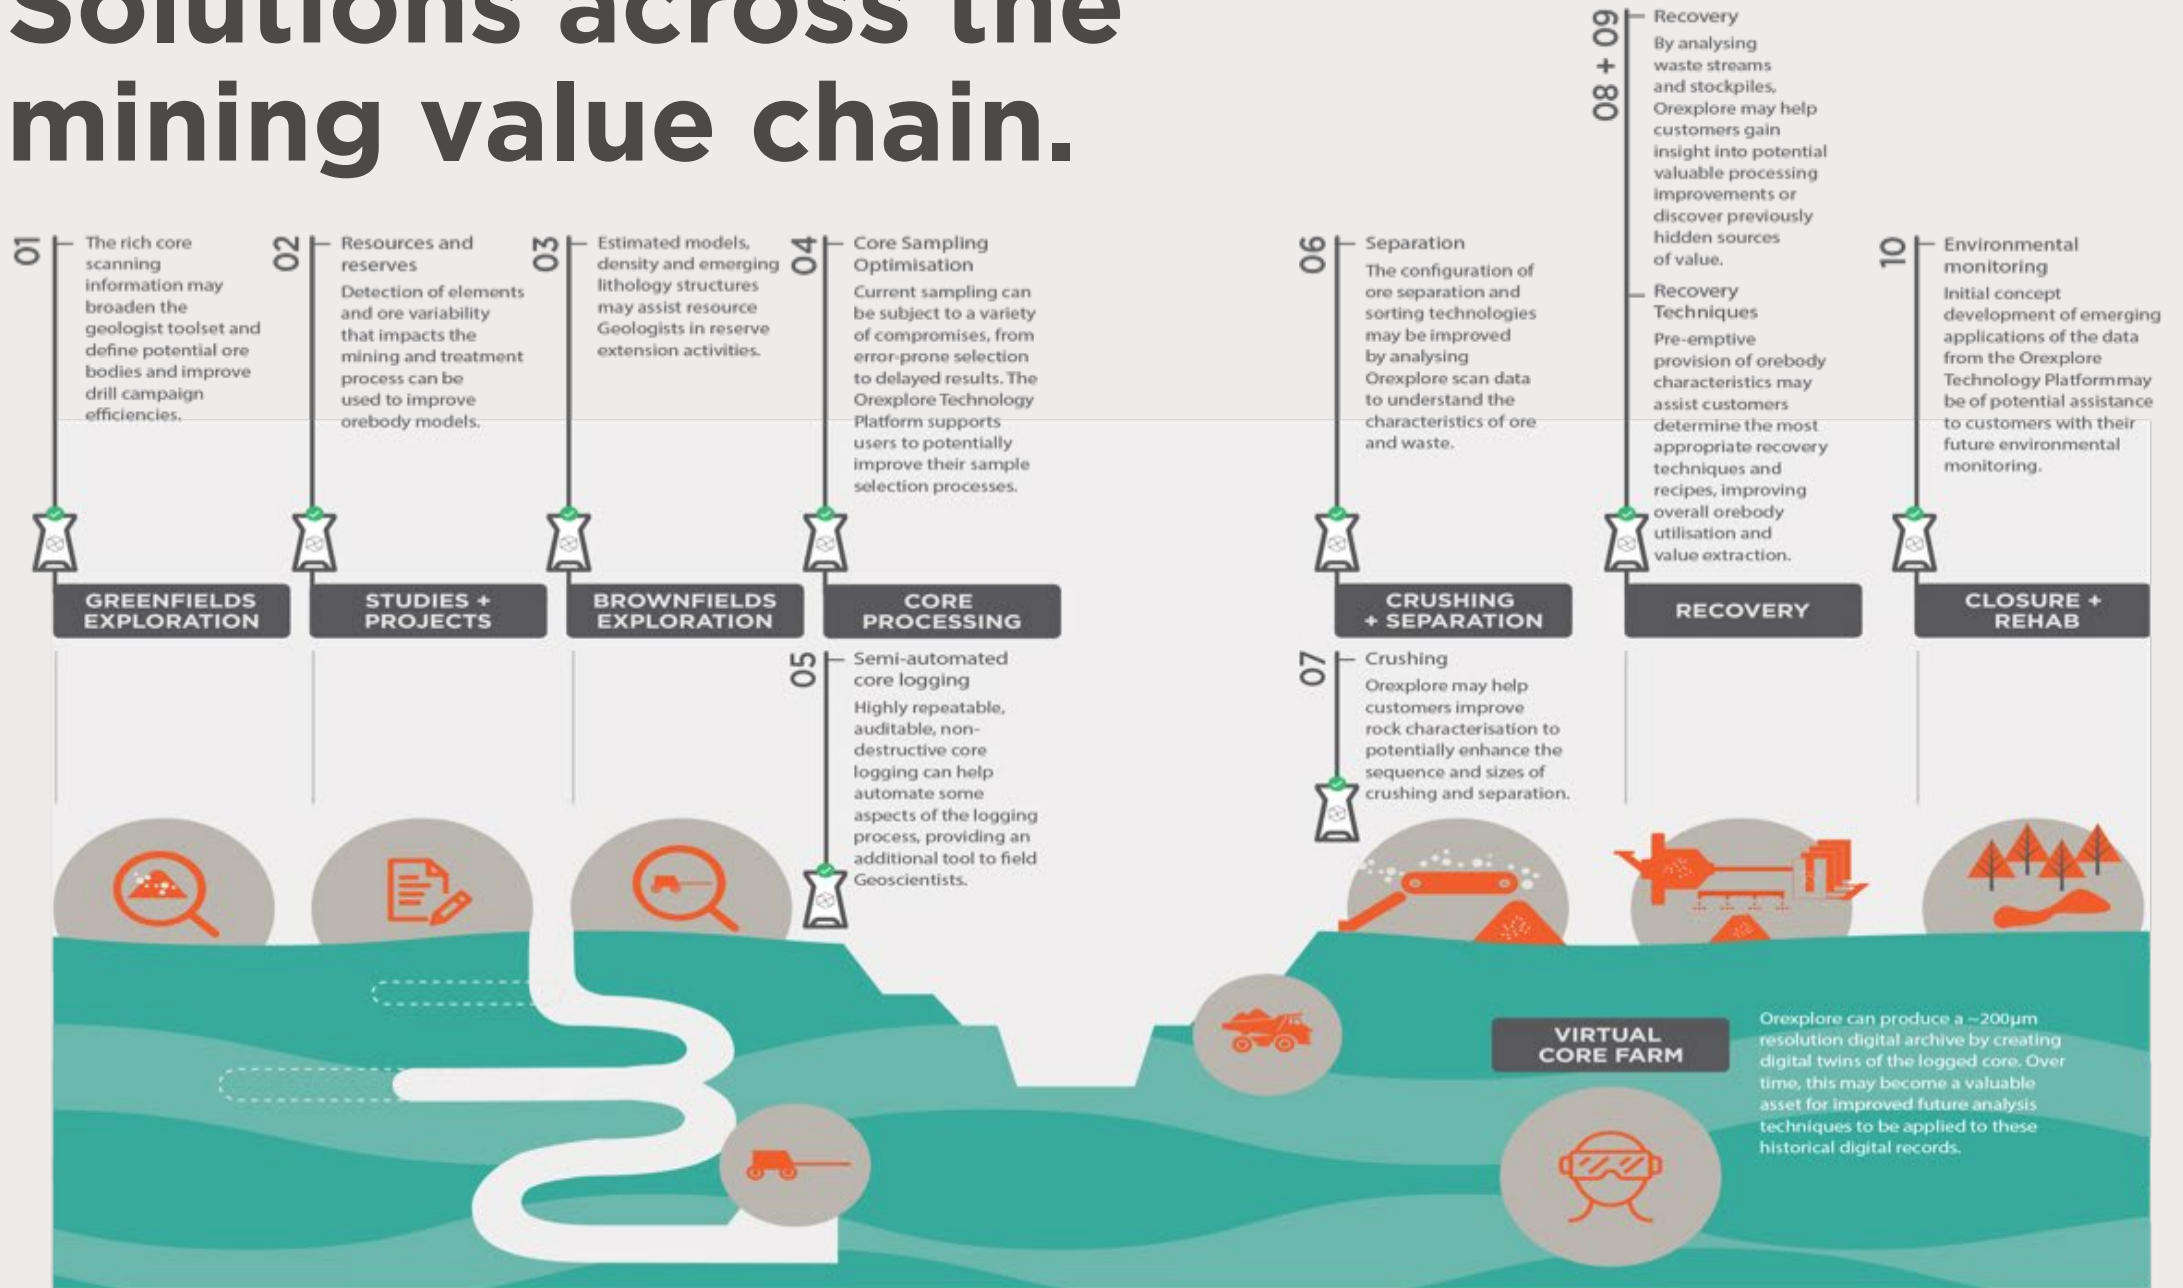 Solutions across the
mining value chain.
01
The rich core
scanning
information may
broaden the
geologist toolset and
define potential ore
bodies and improve
drill campaign
efficiencies.
GREENFIELDS
EXPLORATION
02
Resources and
reserves
Detection of elements
and ore variability
that impacts the
mining and treatment
process can be
used to improve
orebody models.
STUDIES +
PROJECTS
03
Estimated models,
density and emerging
lithology structures
may assist resource
Geologists in reserve
extension activities.
BROWNFIELDS
EXPLORATION
04
Core Sampling
Optimisation
Current sampling can
be subject to a variety
of compromises, from
error-prone selection
to delayed results. The
Orexplore Technology
Platform supports
users to potentially
improve their sample
selection processes.
CORE
PROCESSING
05
Semi-automated
core logging
Highly repeatable,
auditable, non-
destructive core
logging can help
automate some
aspects of the logging
process, providing an
additional tool to field
Geoscientists.
06
Separation
The configuration of
ore separation and
sorting technologies
may be improved
by analysing
Orexplore scan data
to understand the
characteristics of ore
and waste.
CRUSHING
+ SEPARATION
07
Crushing
Orexplore may help
customers improve
rock characterisation to
potentially enhance the
sequence and sizes of
crushing and separation.
08 + 09
Recovery
By analysing
waste streams
and stockpiles,
Orexplore may help
customers gain
insight into potential
valuable processing
improvements or
discover previously
hidden sources
of value.
Recovery
Techniques
Pre-emptive
provision of orebody
characteristics may
assist customers
determine the most
appropriate recovery
techniques and
recipes, improving
overall orebody
utilisation and
value extraction.
RECOVERY
10
Environmental
monitoring
Initial concept
development of emerging
applications of the data
from the Orexplore
Technology Platform may
be of potential assistance
to customers with their
future environmental
monitoring.
CLOSURE +
REHAB
VIRTUAL
CORE FARM
Orexplore can produce a ~200µm
resolution digital archive by creating
digital twins of the logged core. Over
time, this may become a valuable
asset for improved future analysis
techniques to be applied to these
historical digital records.